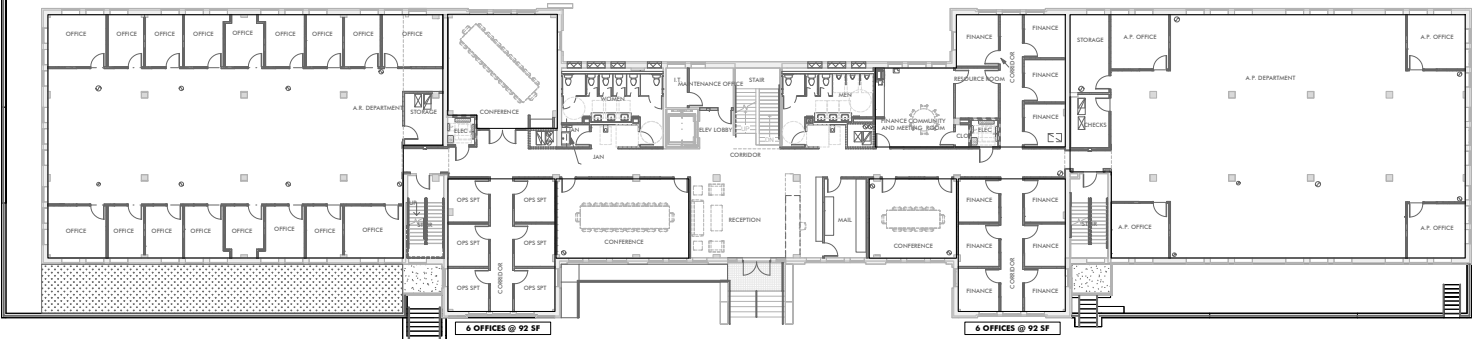 OFFICE OFFICE OFFICE OFFICE OFFICE OFFICE OFFICE OFFICE OFFICE
A.R. DEPARTMENT
STORAGE
ELEC
CONFERENCE
WOMEN
JAN
I.T.
MAINTENANCE OFFICE
STAIR
ELEV LOBBY
UP
CORRIDOR
MEN
FINANCE COMMUNITY
AND MEETING ROOM
RESOURCE ROOM
FINANCE
CORRIDOR
FINANCE
FINANCE
FINANCE
ELEC
STORAGE
CHECKS
A.P. OFFICE
A.P. DEPARTMENT
A.P. OFFICE
OFFICE OFFICE OFFICE OFFICE OFFICE OFFICE OFFICE OFFICE
UP
OPS SPT OPS SPT
OPS SPT OPS SPT
OPS SPT OPS SPT
CORRIDOR
CONFERENCE
RECEPTION
MAIL
CONFERENCE
FINANCE FINANCE
FINANCE FINANCE
FINANCE FINANCE
CORRIDOR
A.P. OFFICE
A.P. OFFICE
6 OFFICES @ 92 SF
6 OFFICES @ 92 SF